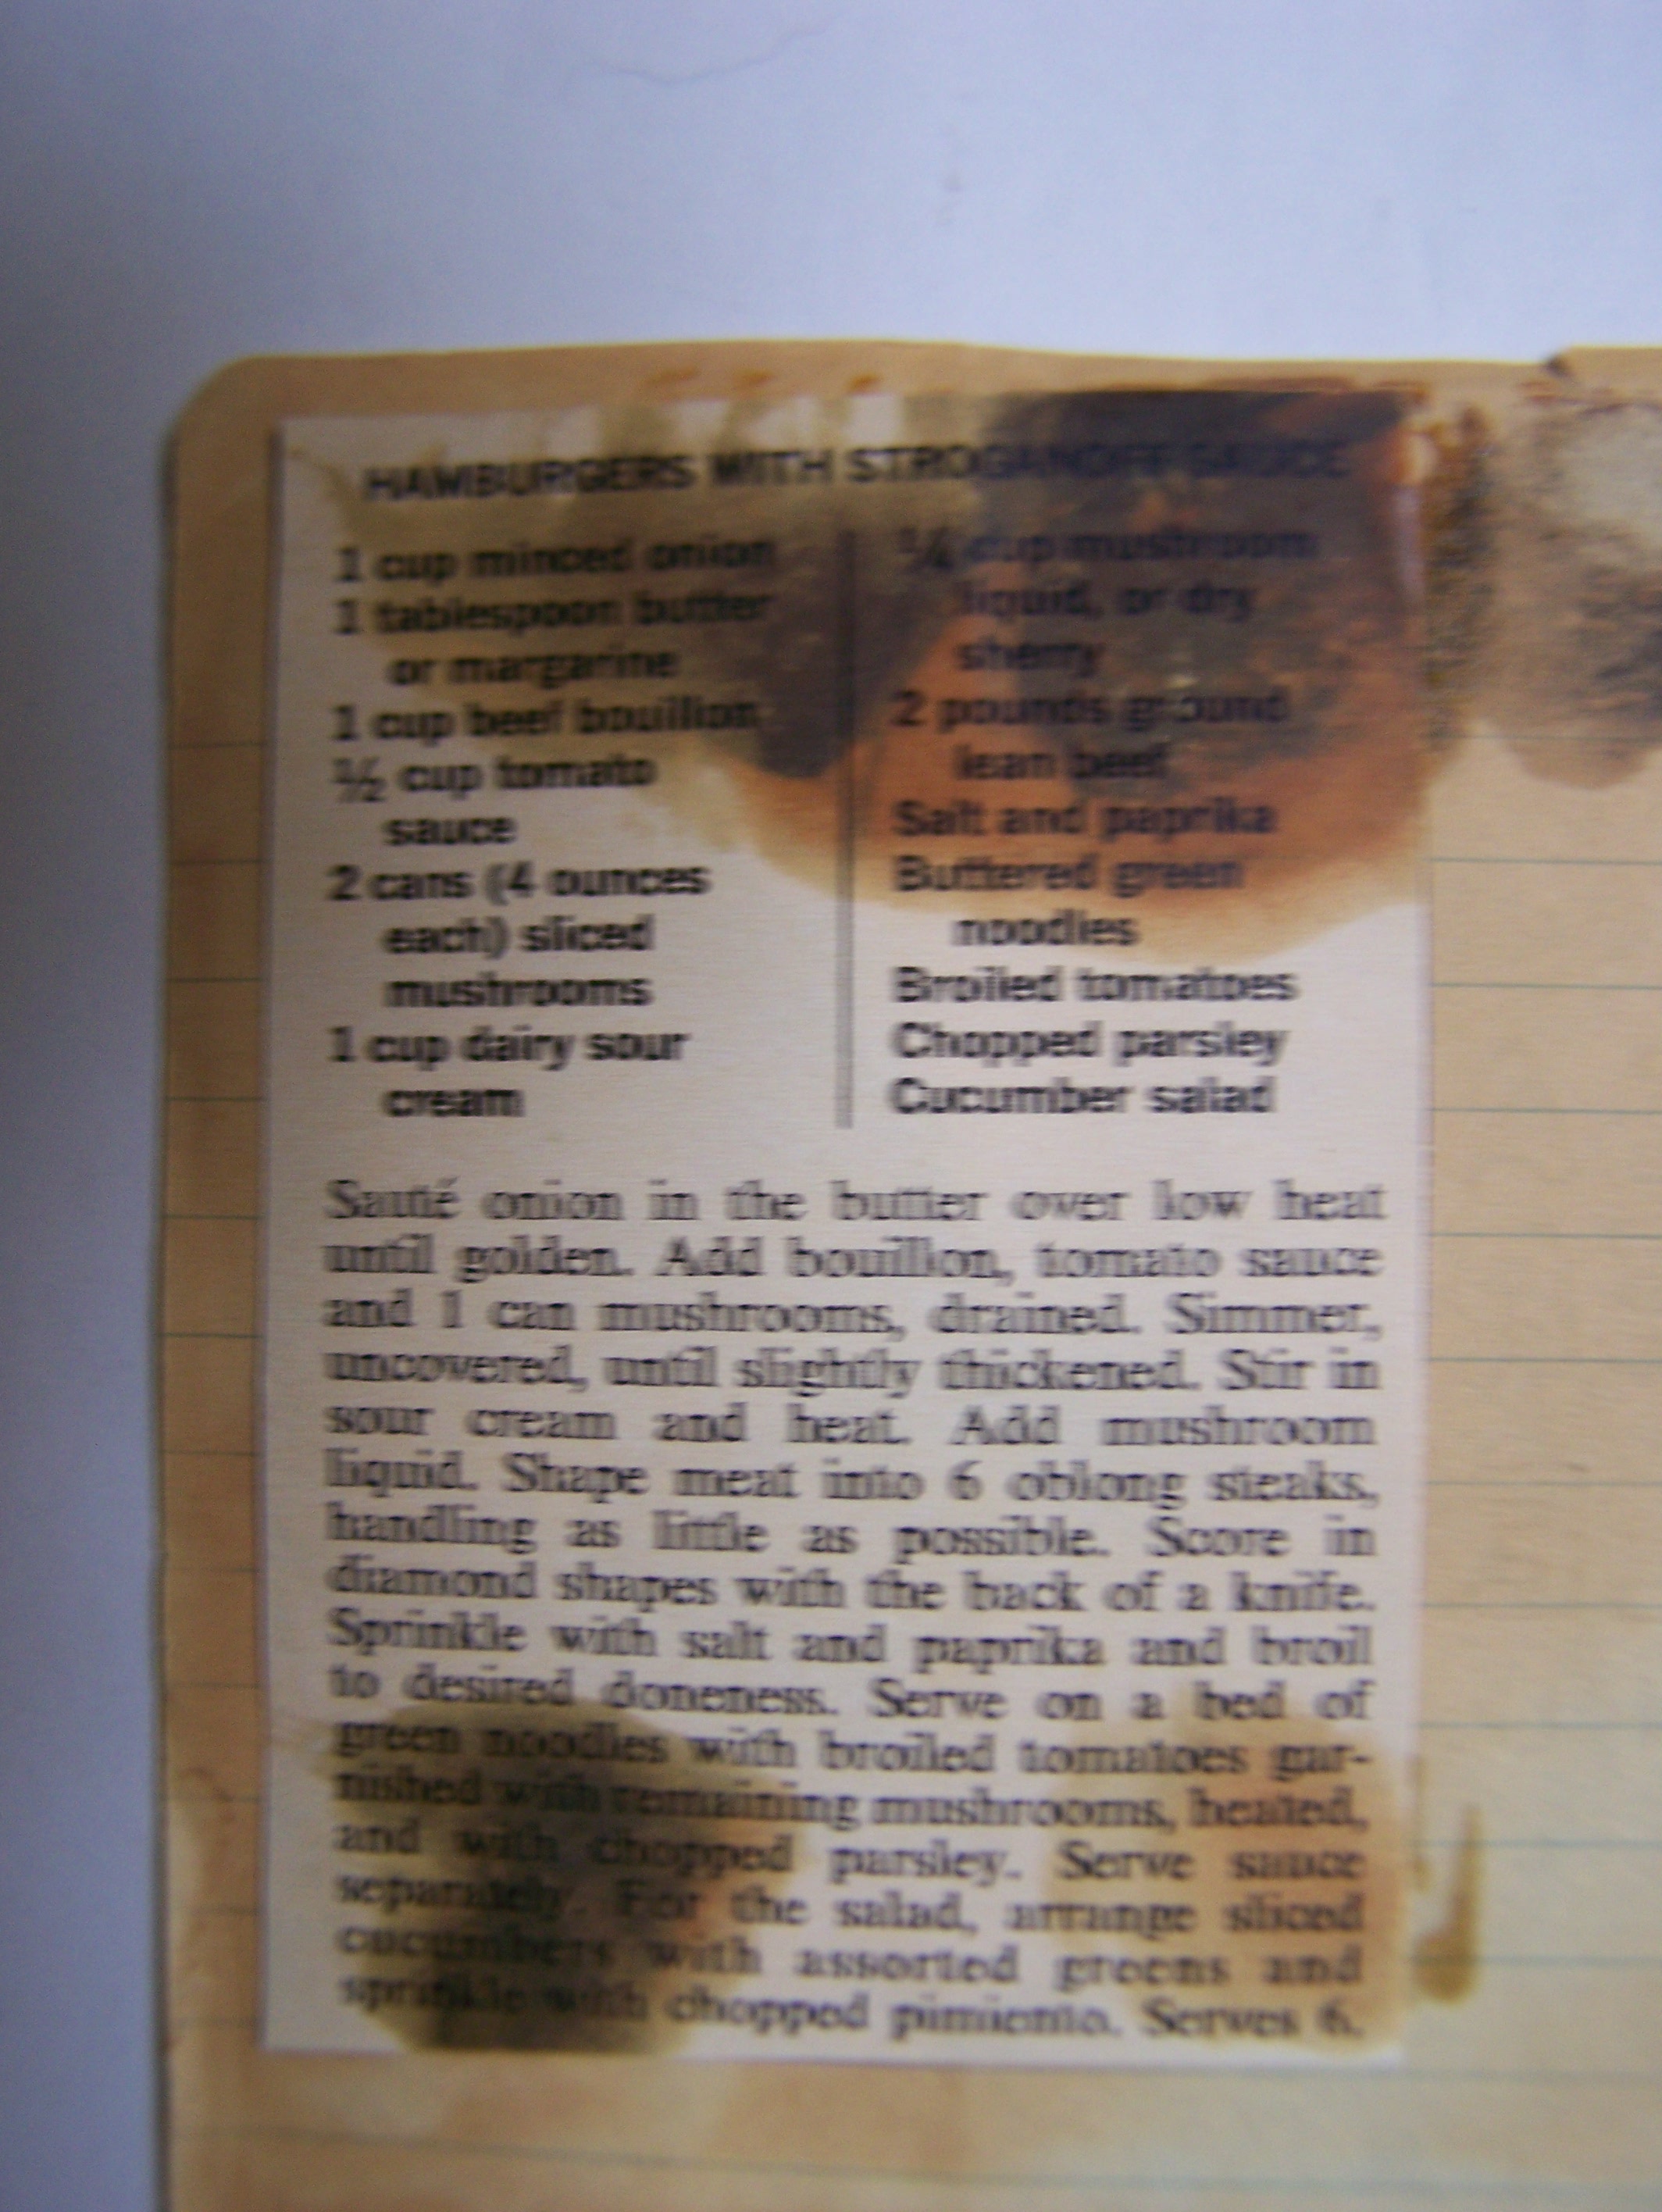 HAMBURGERS WITH STROGANOFF SAUCE
1 cup minced onion
1 tablespoon butter
or margarine
1 cup beef bouillon
½ cup tomato
sauce
2 cans (4 ounces
each) sliced
mushrooms
1 cup dairy sour
cream
¼ cup mushroom
liquid, or dry
sherry
2 pounds ground
lean beef
Salt and paprika
Buttered green
noodles
Broiled tomatoes
Chopped parsley
Cucumber salad
Sauté onion in the butter over low heat
until golden. Add bouillon, tomato sauce
and 1 can mushrooms, drained. Simmer,
uncovered, until slightly thickened. Stir in
sour cream and heat. Add mushroom
liquid. Shape meat into 6 oblong steaks,
handling as little as possible. Score in
diamond shapes with the back of a knife.
Sprinkle with salt and paprika and broil
to desired doneness. Serve on a bed of
green noodles with broiled tomatoes gar-
nished with remaining mushrooms, heated,
and with chopped parsley. Serve sauce
separately. For the salad, arrange sliced
cucumbers with assorted greens and
sprinkle with chopped pimiento. Serves 6.